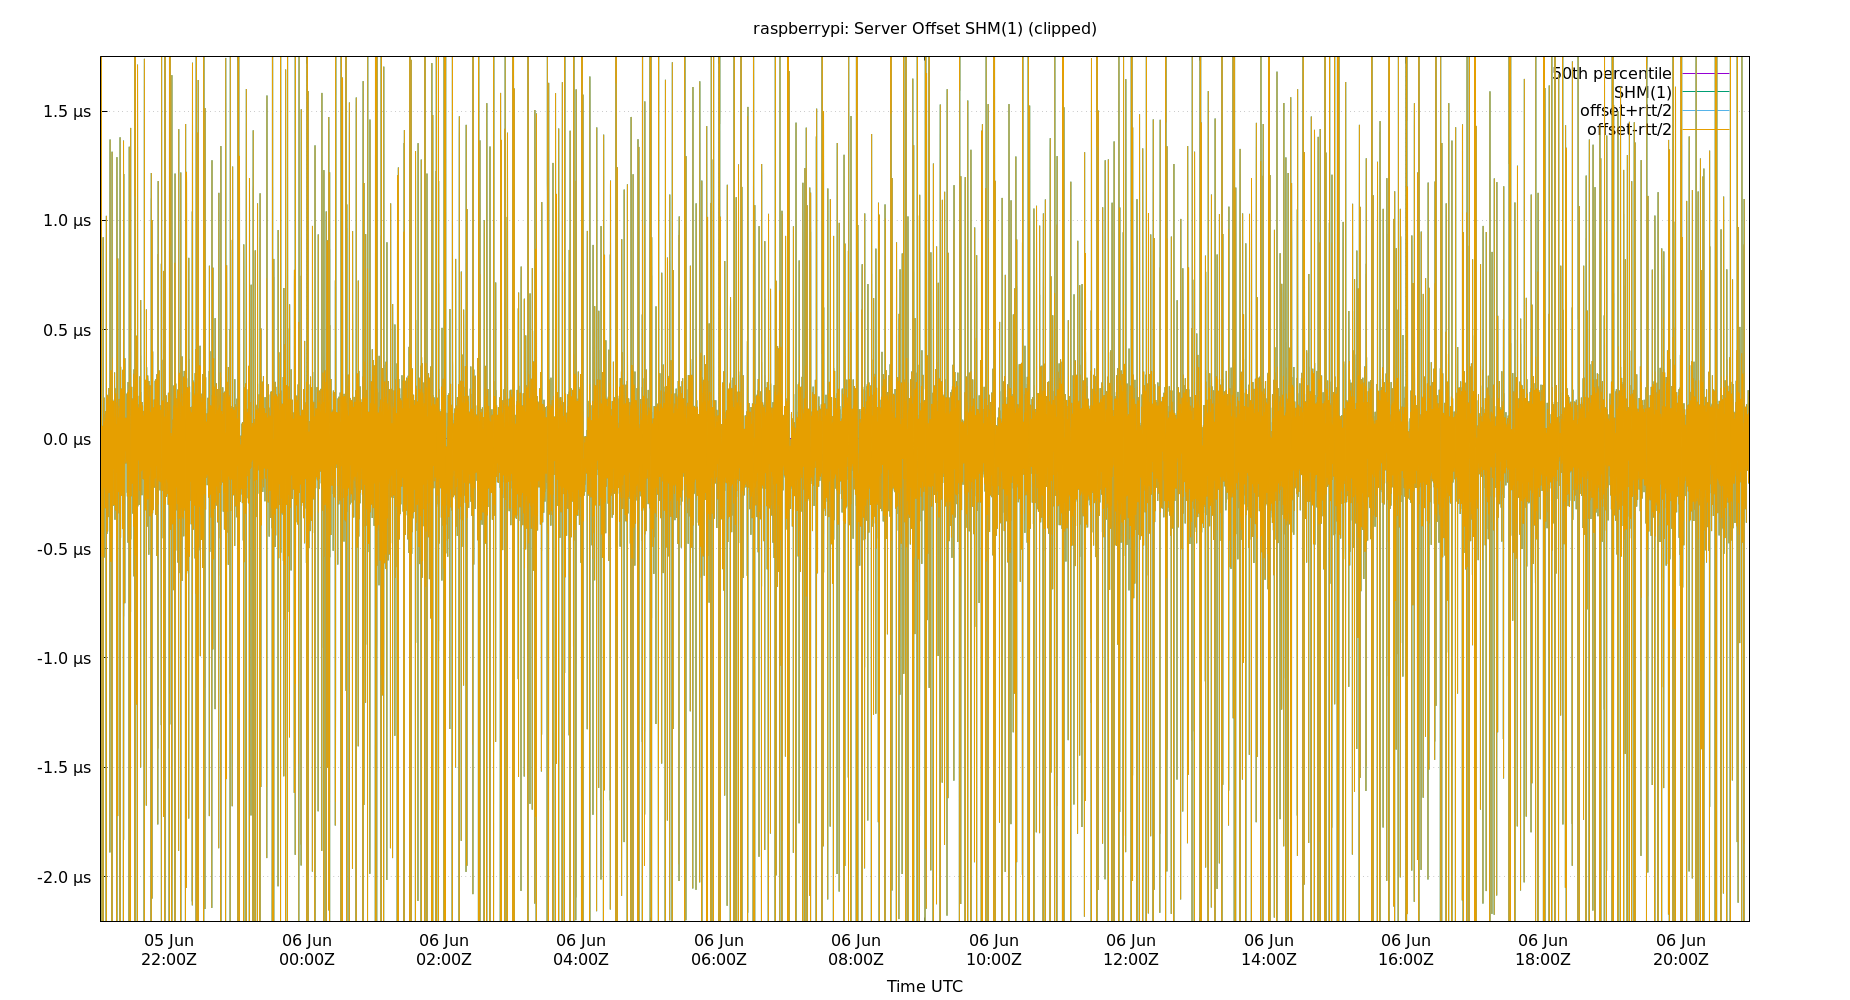 raspberrypi: Server Offset SHM(1) (clipped)
50th percentile
SHM(1)
offset+rtt/2
offset-rtt/2
1.5 µs
1.0 µs
0.5 µs
0.0 µs
-0.5 µs
-1.0 µs
-1.5 µs
-2.0 µs
05 Jun 06 Jun 06 Jun 06 Jun 06 Jun 06 Jun 06 Jun 06 Jun 06 Jun 06 Jun 06 Jun 06 Jun
22:00Z 00:00Z 02:00Z 04:00Z 06:00Z 08:00Z 10:00Z 12:00Z 14:00Z 16:00Z 18:00Z 20:00Z
Time UTC